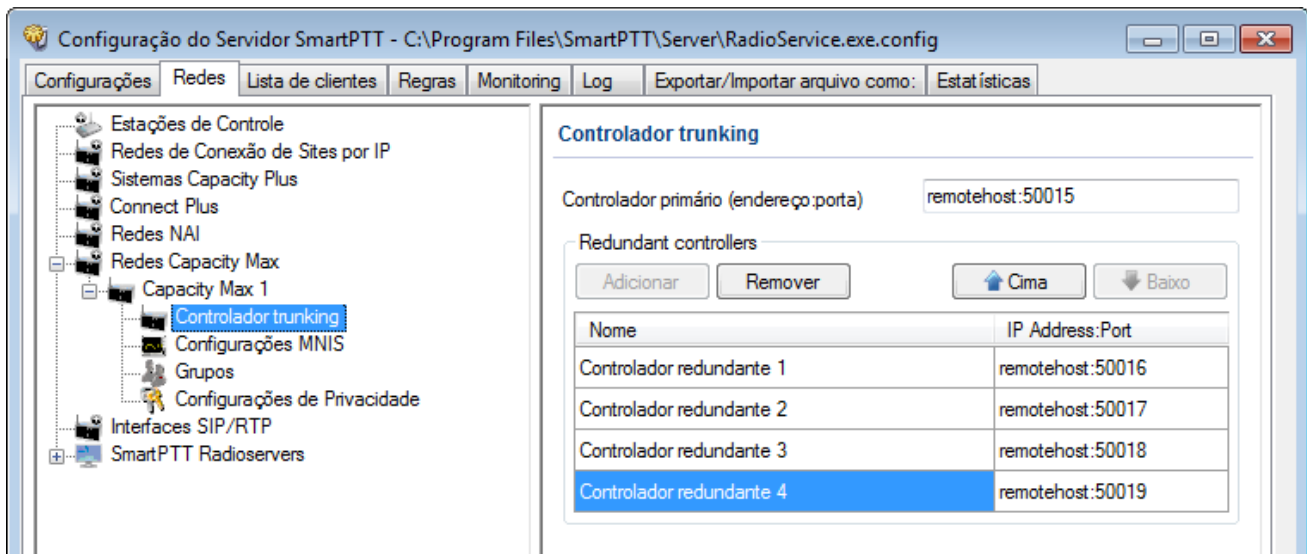 Configuração do Servidor SmartPTT - C:\Program Files\SmartPTT\Server\RadioService.exe.config
Configurações Redes Lista de clientes Regras Monitoring Log Exportar/Importar arquivo como: Estatísticas
Estações de Controle
Redes de Conexão de Sites por IP
Sistemas Capacity Plus
Connect Plus
Redes NAI
Redes Capacity Max
Capacity Max 1
Controlador trunking
Configurações MNIS
Grupos
Configurações de Privacidade
Interfaces SIP/RTP
SmartPTT Radioservers
Controlador trunking
Controlador primário (endereço:porta) remotehost:50015
Redundant controllers
Adicionar Remover Cima Baixo
Nome IP Address:Port
Controlador redundante 1 remotehost:50016
Controlador redundante 2 remotehost:50017
Controlador redundante 3 remotehost:50018
Controlador redundante 4 remotehost:50019